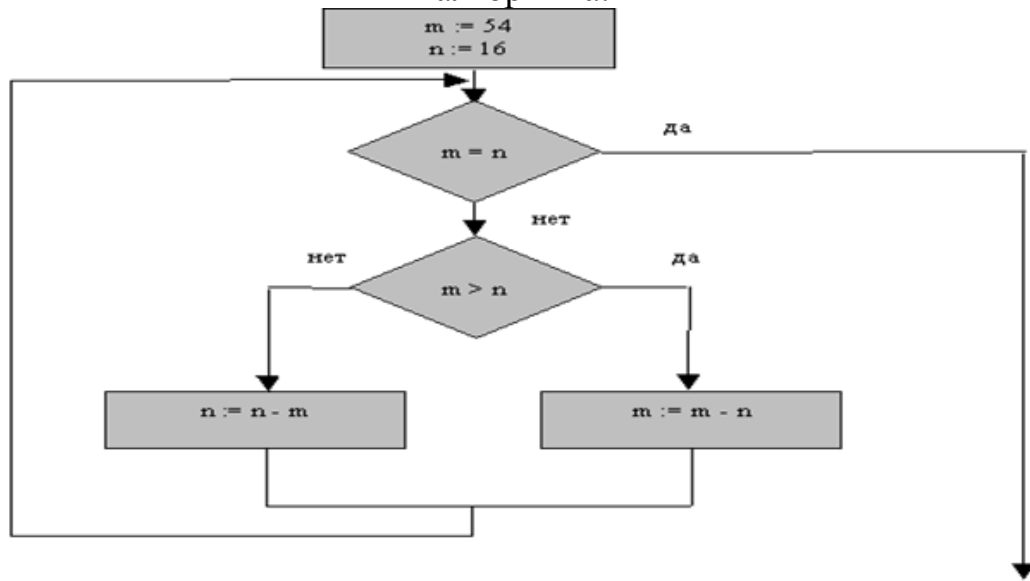 m := 54
n := 16
m = n
да
нет
нет
да
m > n
n := n - m
m := m - n